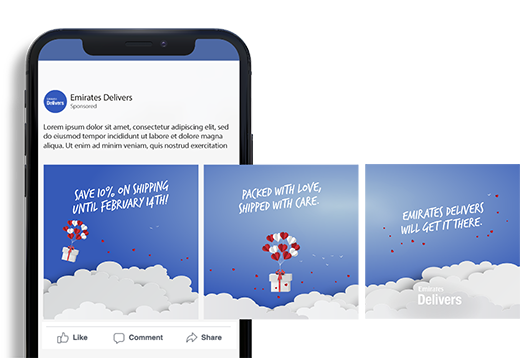 Emirates
Delivers
Emirates Delivers
Sponsored
Lorem ipsum dolor sit amet, consectetur adipiscing elit, sed
do eiusmod tempor incididunt ut labore et dolore magna
aliqua. Ut enim ad minim veniam, quis nostrud exercitation
SAVE 10% ON SHIPPING
UNTIL FEBRUARY 14TH!
PACKED WITH LOVE,
SHIPPED WITH CARE.
EMIRATES DELIVERS
WILL GET IT THERE.
Emirates
Delivers
Like
Comment
Share